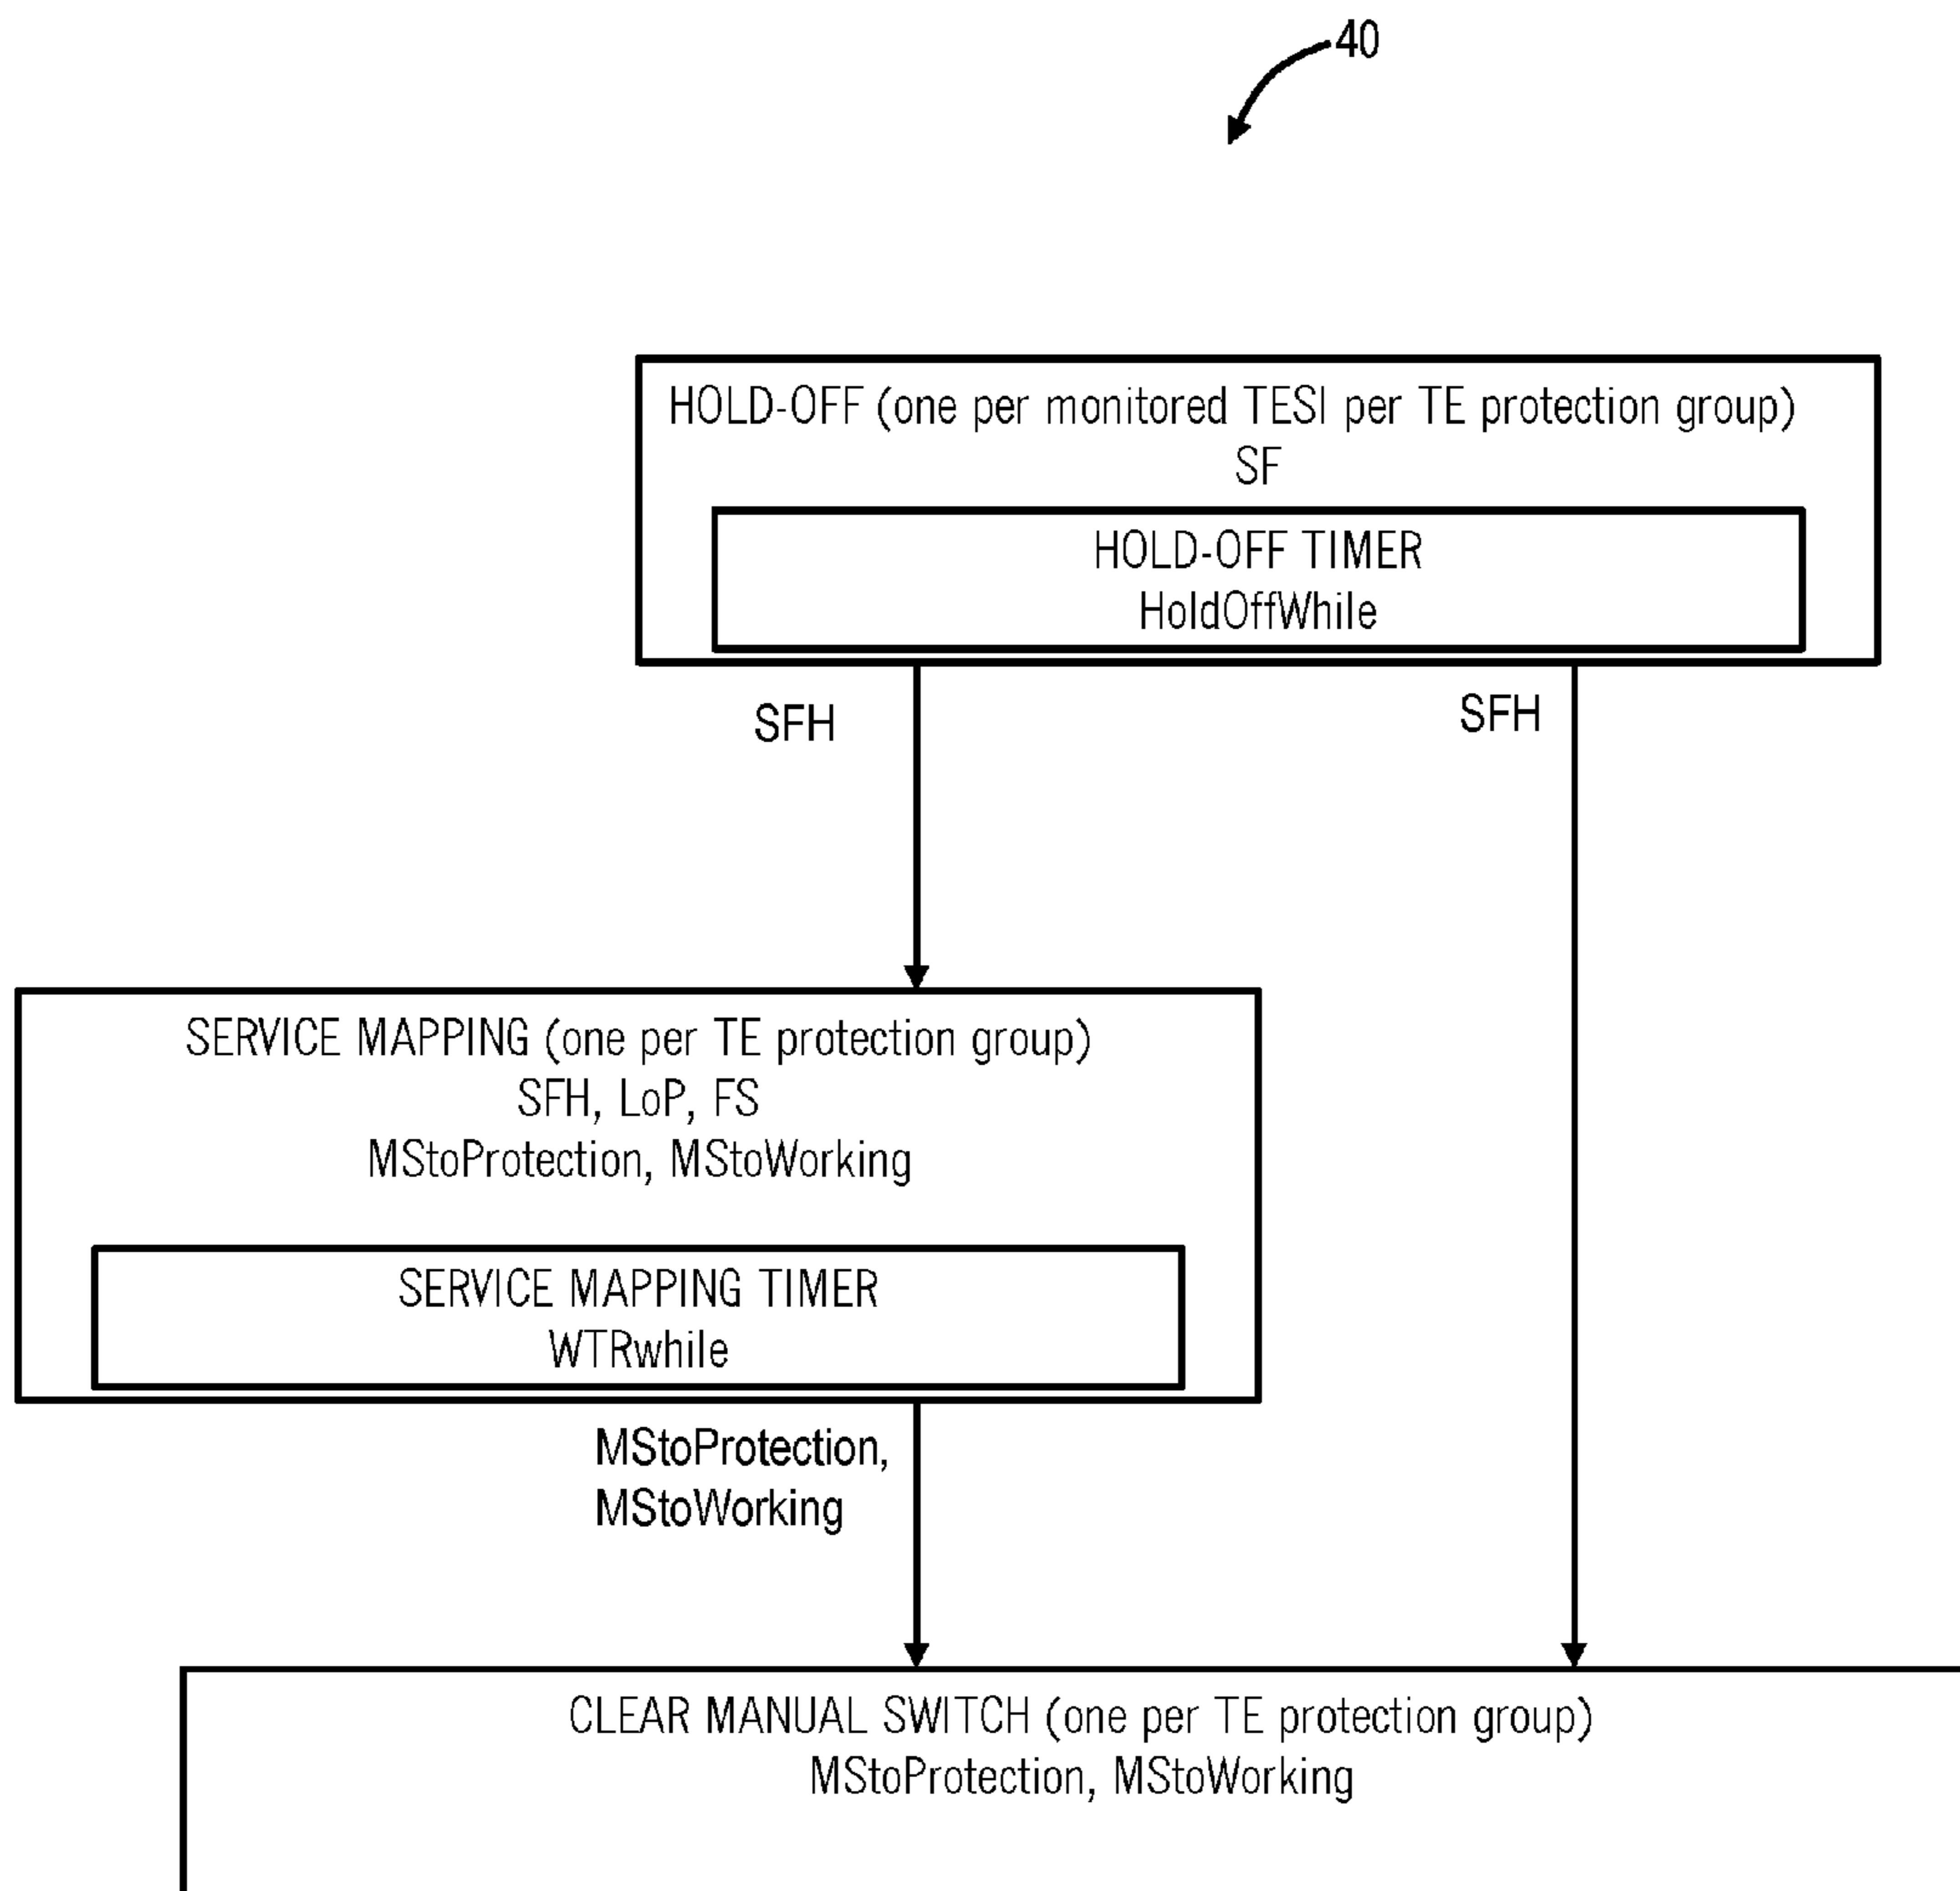 40
HOLD-OFF (one per monitored TESI per TE protection group)
SF
HOLD-OFF TIMER
HoldOffWhile
SFH
SFH
SERVICE MAPPING (one per TE protection group)
SFH, LoP, FS
MStoProtection, MStoWorking
SERVICE MAPPING TIMER
WTRwhile
MStoProtection,
MStoWorking
CLEAR MANUAL SWITCH (one per TE protection group)
MStoProtection, MStoWorking